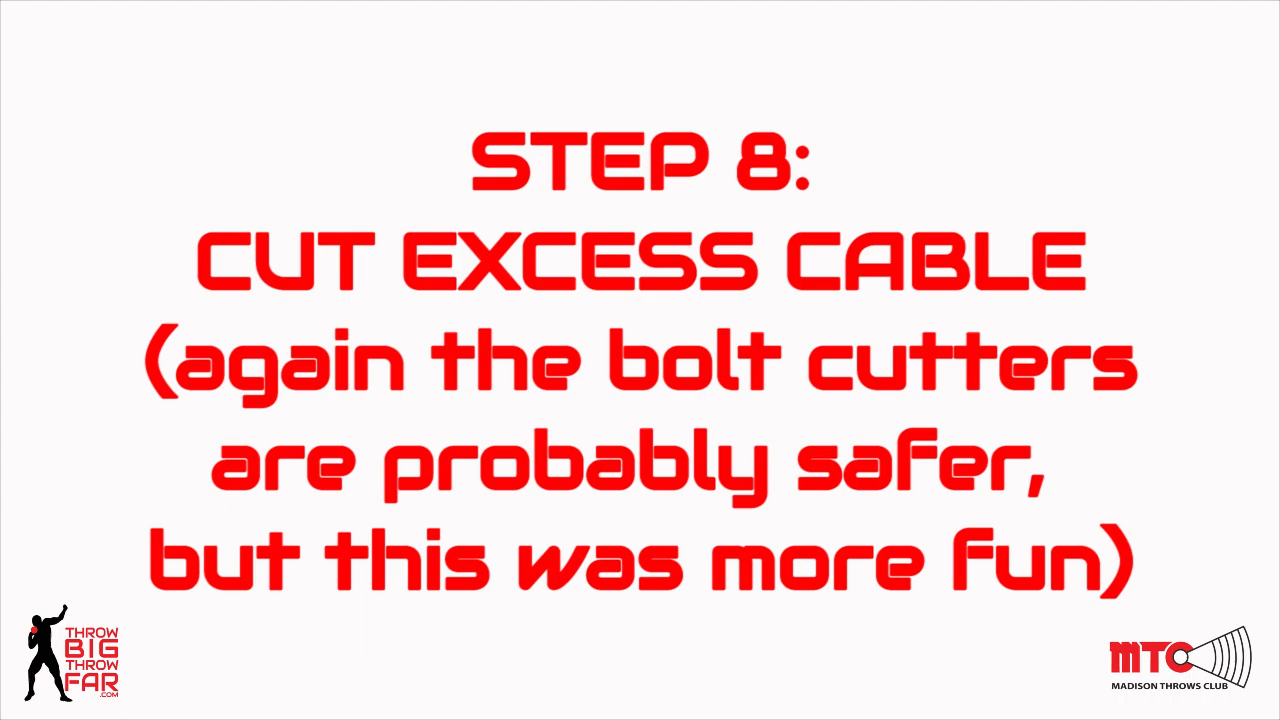 STEP 8:
CUT EXCESS CABLE
(again the bolt cutters
are probably safer,
but this was more fun)
THROW
BIG
THROW
FAR
.COM
MTC
MADISON THROWS CLUB